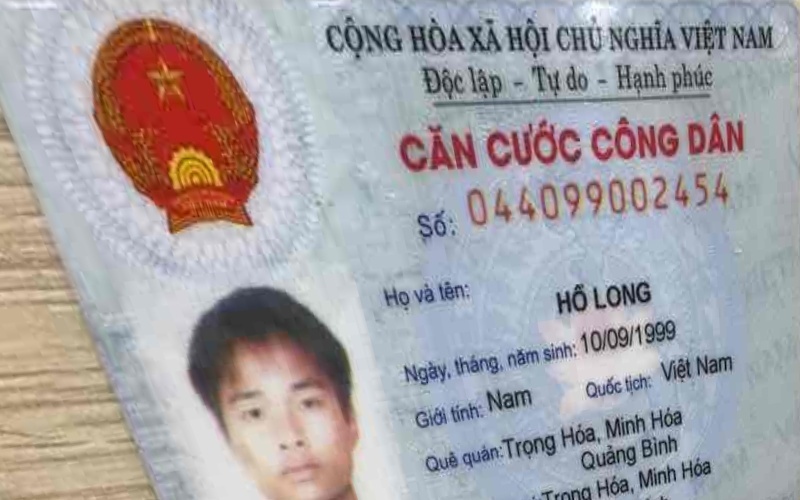 CỘNG HÒA XÃ HỘI CHỦ NGHĨA VIỆT NAM
Độc lập - Tự do - Hạnh phúc
CĂN CƯỚC CÔNG DÂN
Số: 044099002454
Họ và tên: HỒ LONG
Ngày, tháng, năm sinh: 10/09/1999
Giới tính: Nam Quốc tịch: Việt Nam
Quê quán: Trọng Hóa, Minh Hóa
Quảng Bình
Trọng Hóa, Minh Hóa